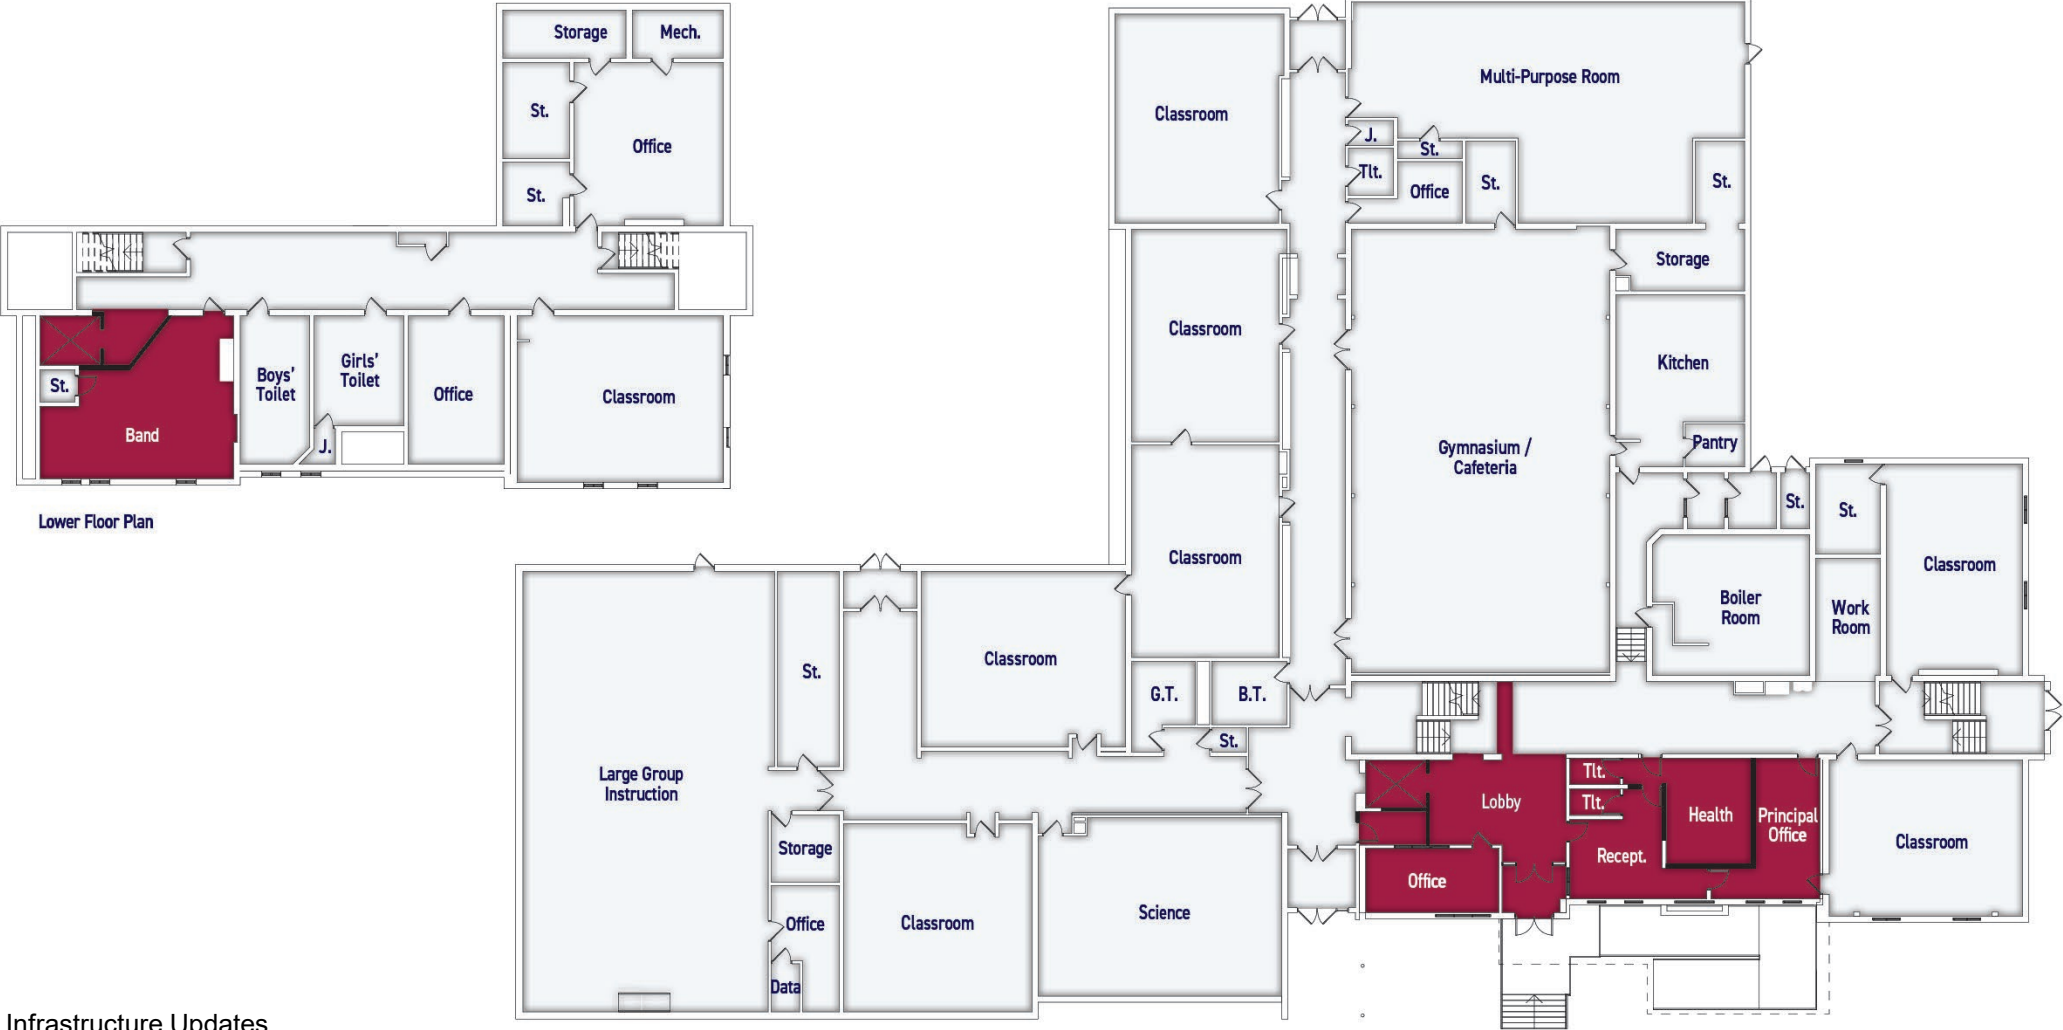 Storage
Mech.
St.
Office
St.
Boys'
Toilet
Girls'
Toilet
Office
Classroom
St.
Band
J.
Lower Floor Plan
Classroom
Multi-Purpose Room
J.
St.
Tlt.
Office
St.
St.
Storage
Classroom
Kitchen
Gymnasium /
Cafeteria
Pantry
St.
St.
Classroom
Classroom
Boiler
Room
Work
Room
Classroom
St.
G.T.
B.T.
St.
Large Group
Instruction
Storage
Office
Data
Classroom
Science
Lobby
Tlt.
Tlt.
Health
Principal
Office
Recept.
Office
Classroom
Infrastructure Updates